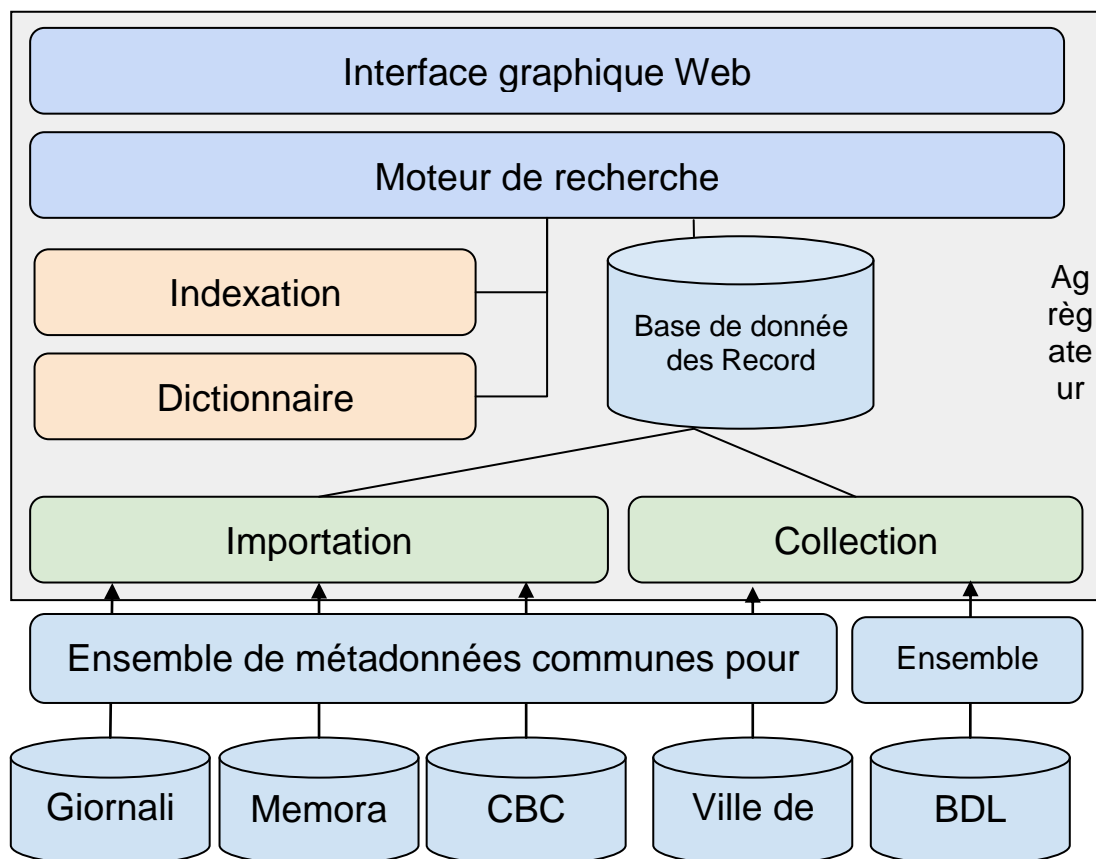 Interface graphique Web
Moteur de recherche
Indexation
Dictionnaire
Base de donnée
des Record
Ag
règ
ate
ur
Importation
Collection
Ensemble de métadonnées communes pour
Ensemble
Giornali
Memora
CBC
Ville de
BDL